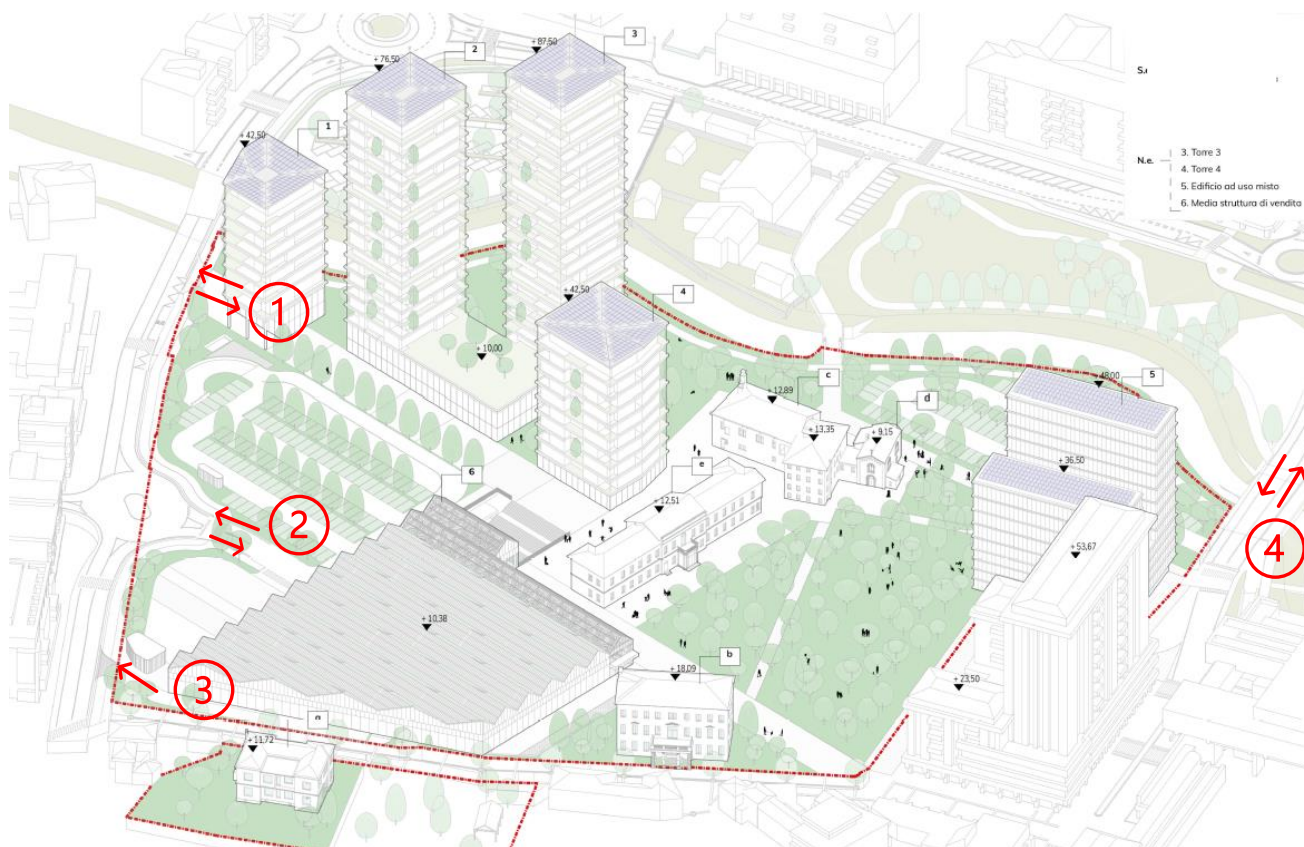 + 87,50
3
2
+ 76,50
S.
N.e.
3. Torre 3
4. Torre 4
5. Edificio ad uso misto
6. Media struttura di vendita
1
+ 42,50
4
+ 42,50
1
+ 10,00
c
5
+ 12,89
48,00
d
+ 13,35
+ 9,15
6
e
+ 36,50
+ 12,51
2
4
+ 53,67
+ 10,38
b
+ 18,09
+ 23,50
3
a
+ 11,72